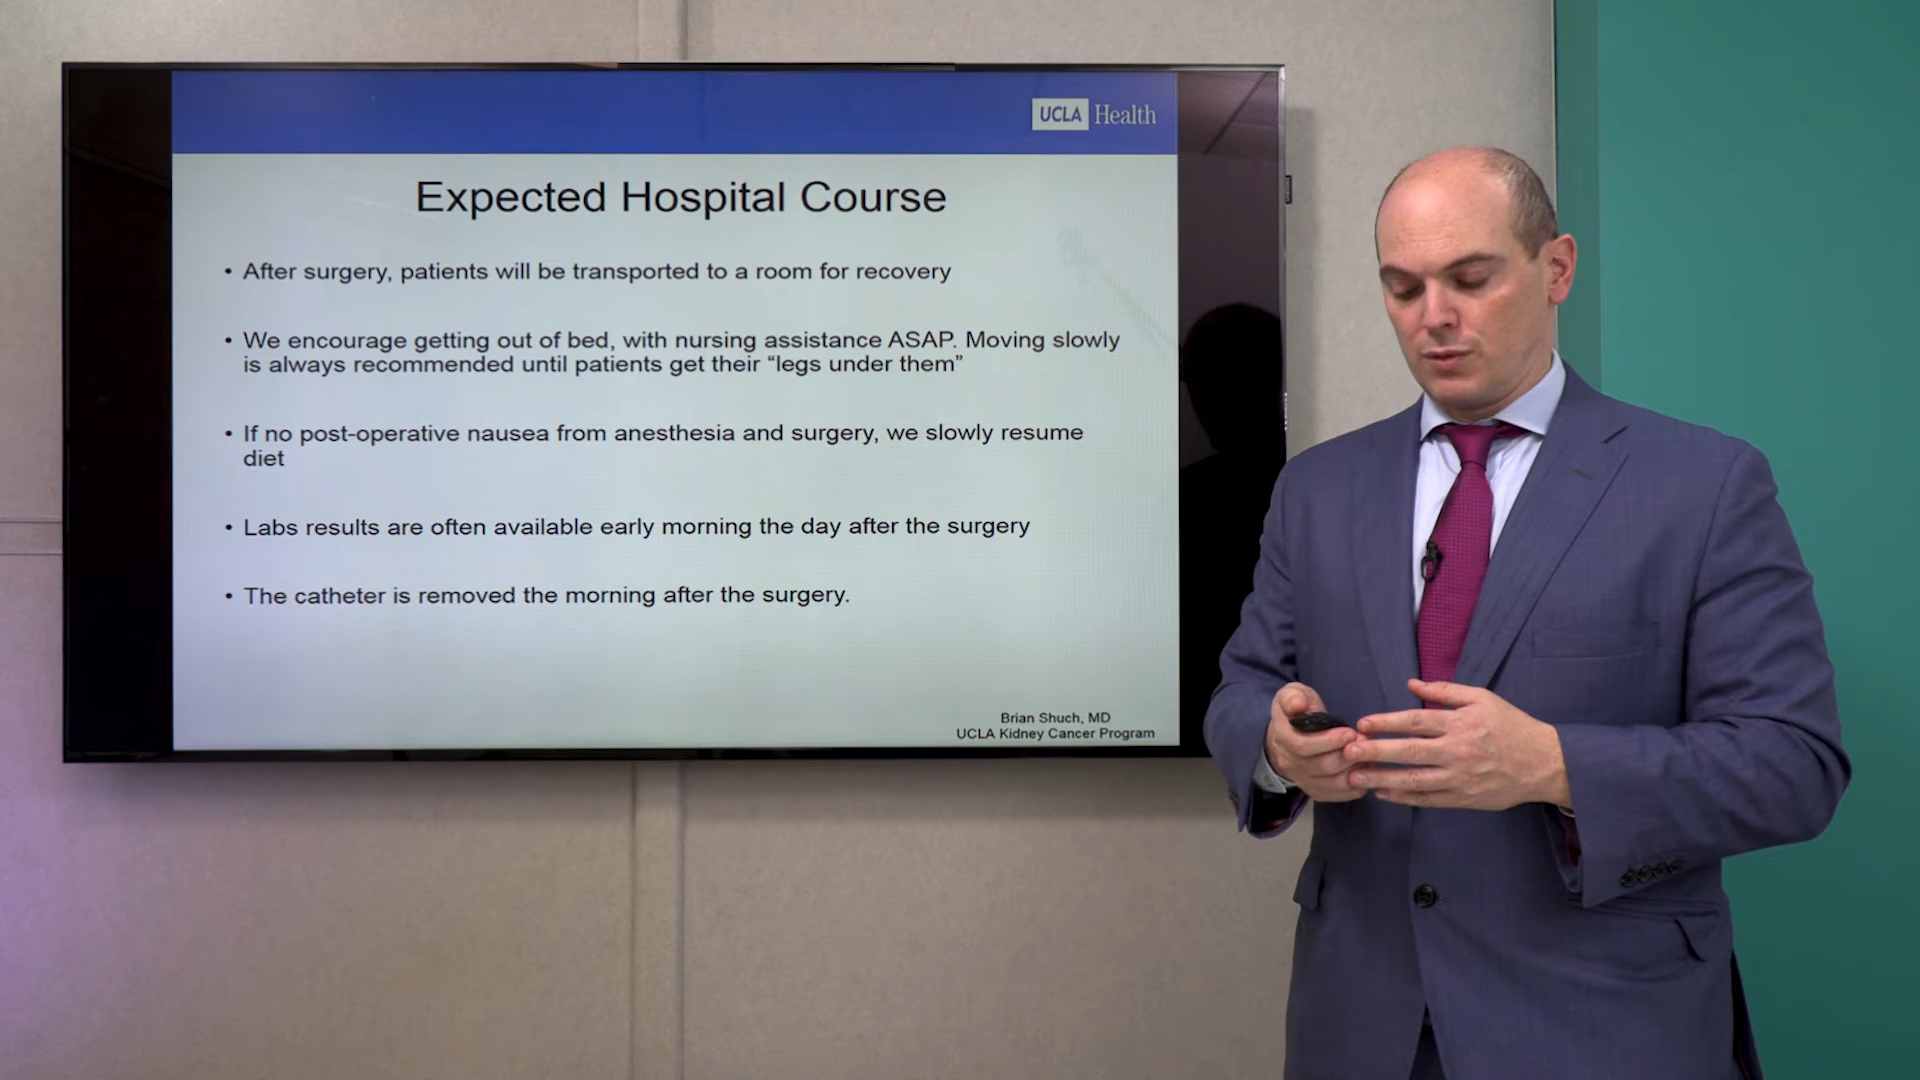 UCLA Health
Expected Hospital Course
• After surgery, patients will be transported to a room for recovery
• We encourage getting out of bed, with nursing assistance ASAP. Moving slowly
is always recommended until patients get their “legs under them”
• If no post-operative nausea from anesthesia and surgery, we slowly resume
diet
• Labs results are often available early morning the day after the surgery
• The catheter is removed the morning after the surgery.
Brian Shuch, MD
UCLA Kidney Cancer Program